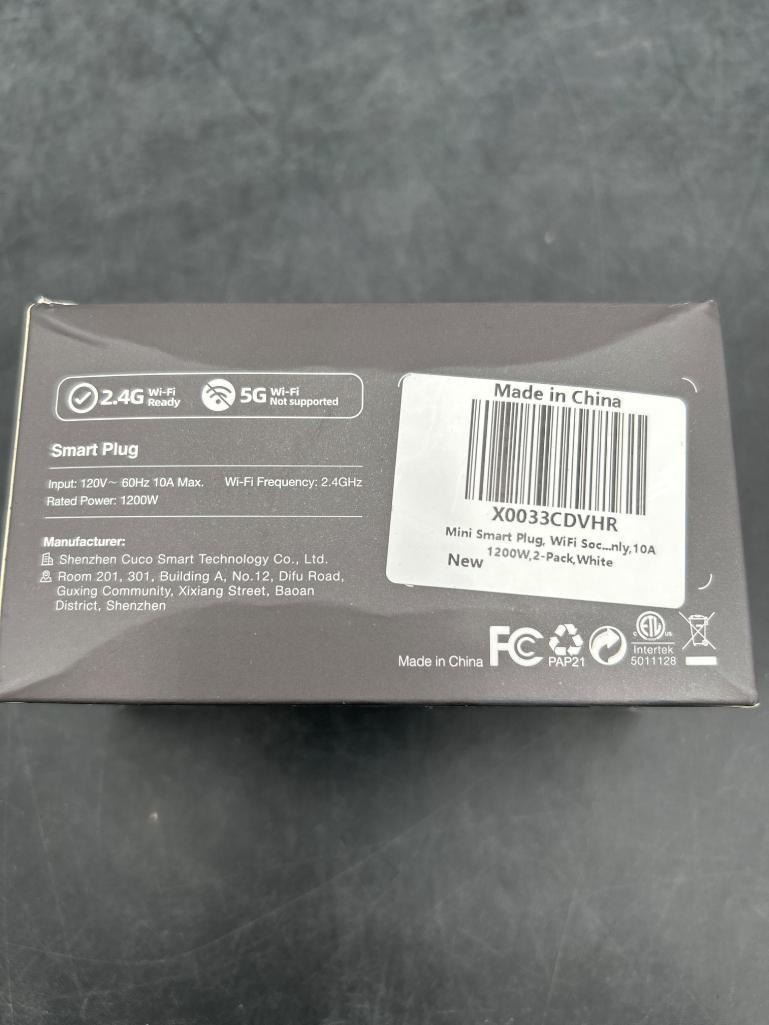 2.4G Wi-Fi Ready
5G Wi-Fi Not supported
Smart Plug
Input: 120V~ 60Hz 10A Max. Wi-Fi Frequency: 2.4GHz
Rated Power: 1200W
Manufacturer:
Shenzhen Cuco Smart Technology Co., Ltd.
Room 201, 301, Building A, No.12, Difu Road,
Guxing Community, Xixiang Street, Baoan
District, Shenzhen
Made in China
X0033CDVHR
Mini Smart Plug, WiFi Soc...nly,10A
1200W,2-Pack,White
New
Made in China
FC
PAP21
c ETL us
Intertek
5011128